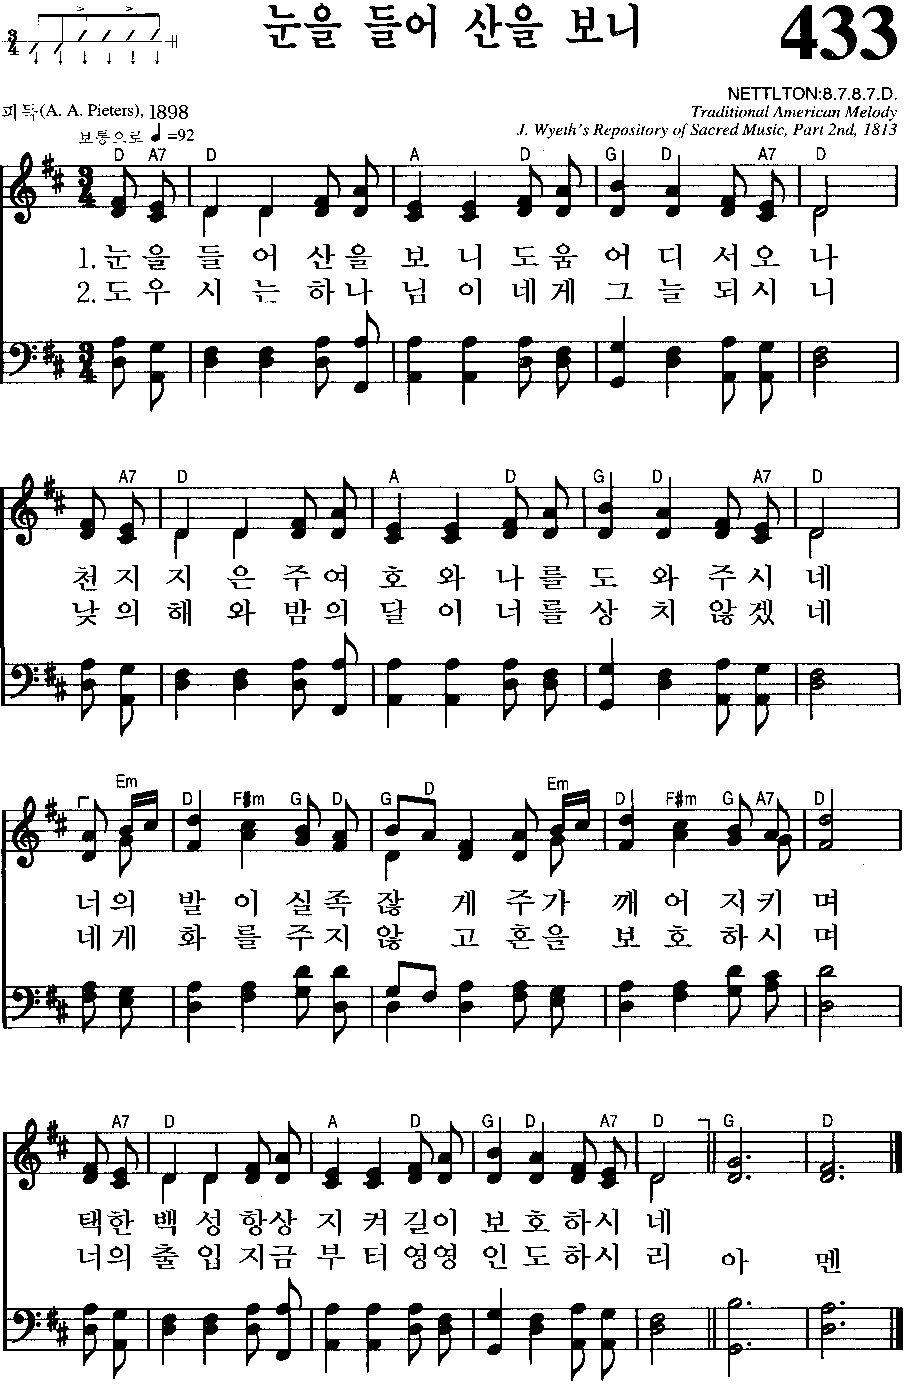 눈을 들어 산을 보니 433
NETTLTON:8.7.8.7.D.
피득(A. A. Pieters), 1898 Traditional American Melody
보통으로 ♩=92 J. Wyeth's Repository of Sacred Music, Part 2nd, 1813
3/4
D A7 D A D G D A7 D
1. 눈을 들어 산을 보니 도움 어디 서오나
2. 도우 시는 하나 님이 네게 그늘 되시니
A7 D A D G D A7 D
천지 지은 주여 호와 나를 도와 주시네
낮의 해와 밤의 달이 너를 상치 않겠네
Em D F#m G D G D Em D F#m G A7 D
너의 발이 실족 잖게 주가 깨어 지키며
네게 화를 주지 않고 혼을 보호 하시며
A7 D A D G D A7 D G D
택한 백성 항상 지켜 길이 보호 하시네
너의 출입 지금 부터 영영 인도 하시리 아멘